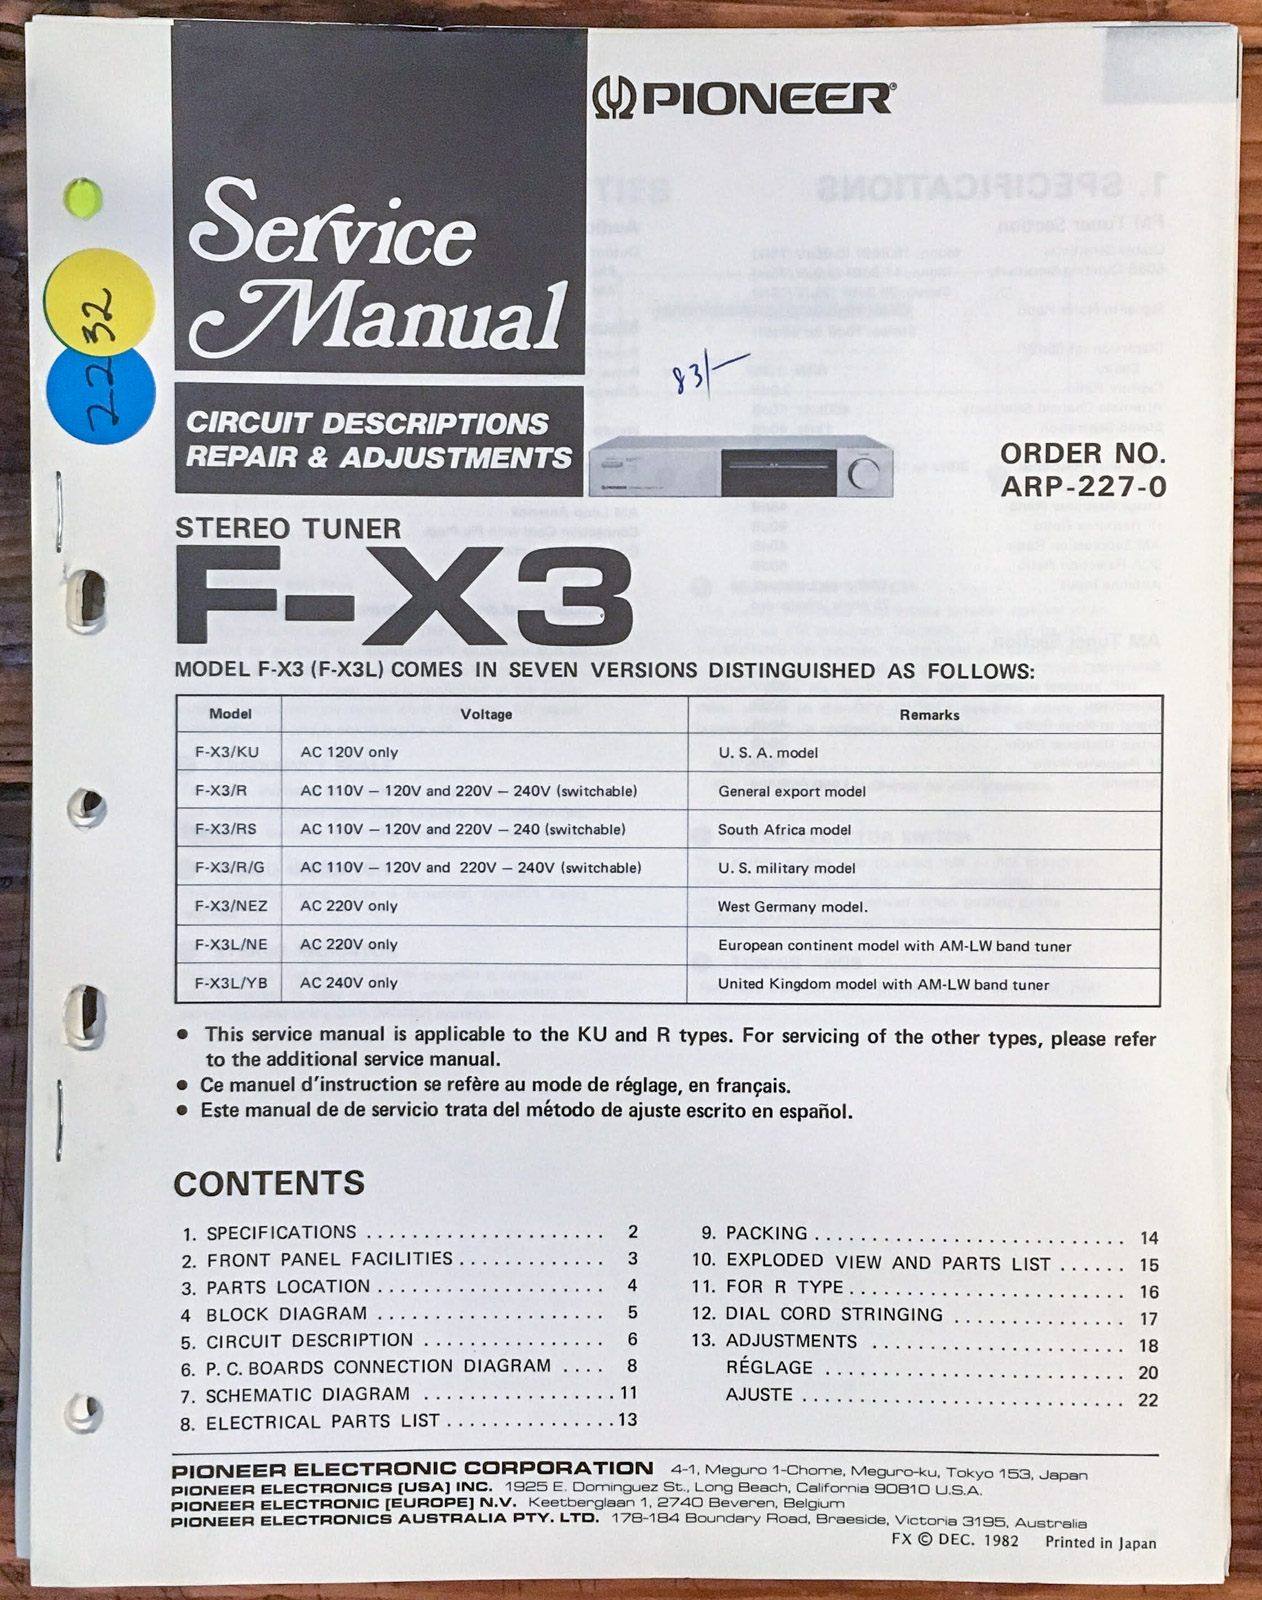 PIONEER®
Service
Manual
CIRCUIT DESCRIPTIONS
REPAIR & ADJUSTMENTS
32
22
83/-
PIONEER
ORDER NO.
ARP-227-0
STEREO TUNER
F-X3
MODEL F-X3 (F-X3L) COMES IN SEVEN VERSIONS DISTINGUISHED AS FOLLOWS:
Model Voltage Remarks
F-X3/KU AC 120V only U. S. A. model
F-X3/R AC 110V – 120V and 220V – 240V (switchable) General export model
F-X3/RS AC 110V – 120V and 220V – 240 (switchable) South Africa model
F-X3/R/G AC 110V – 120V and 220V – 240V (switchable) U. S. military model
F-X3/NEZ AC 220V only West Germany model.
F-X3L/NE AC 220V only European continent model with AM-LW band tuner
F-X3L/YB AC 240V only United Kingdom model with AM-LW band tuner
● This service manual is applicable to the KU and R types. For servicing of the other types, please refer
to the additional service manual.
● Ce manuel d'instruction se refère au mode de réglage, en français.
● Este manual de de servicio trata del método de ajuste escrito en español.
CONTENTS
1. SPECIFICATIONS ..................... 2
2. FRONT PANEL FACILITIES ............. 3
3. PARTS LOCATION .................... 4
4 BLOCK DIAGRAM .................... 5
5. CIRCUIT DESCRIPTION ................ 6
6. P. C. BOARDS CONNECTION DIAGRAM .... 8
7. SCHEMATIC DIAGRAM ................. 11
8. ELECTRICAL PARTS LIST ............... 13
9. PACKING ........................... 14
10. EXPLODED VIEW AND PARTS LIST ...... 15
11. FOR R TYPE ........................ 16
12. DIAL CORD STRINGING ............... 17
13. ADJUSTMENTS ....................... 18
RÉGLAGE ........................... 20
AJUSTE ............................. 22
PIONEER ELECTRONIC CORPORATION 4-1, Meguro 1-Chome, Meguro-ku, Tokyo 153, Japan
PIONEER ELECTRONICS [USA] INC. 1925 E. Dominguez St., Long Beach, California 90810 U.S.A.
PIONEER ELECTRONIC [EUROPE] N.V. Keetberglaan 1, 2740 Beveren, Belgium
PIONEER ELECTRONICS AUSTRALIA PTY. LTD. 178-184 Boundary Road, Braeside, Victoria 3195, Australia
FX © DEC. 1982 Printed in Japan